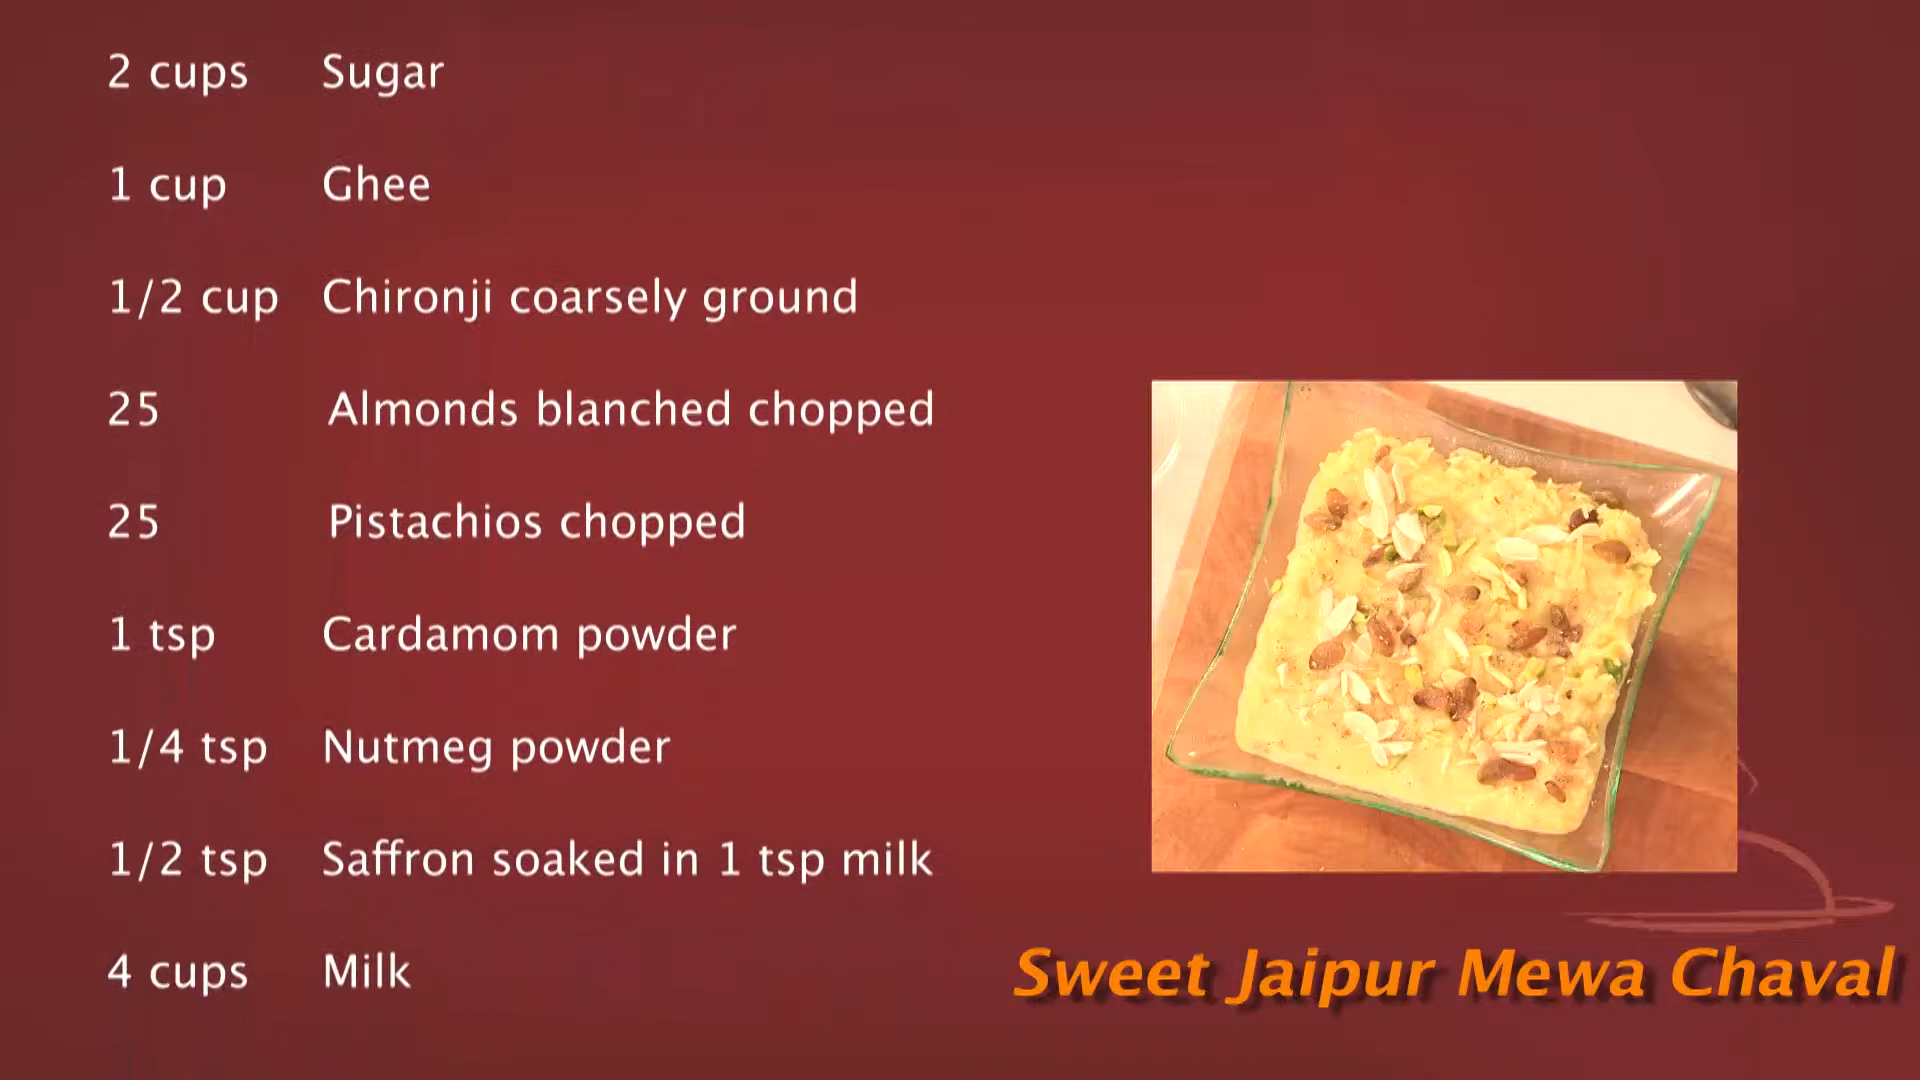 2 cups Sugar
1 cup Ghee
1/2 cup Chironji coarsely ground
25 Almonds blanched chopped
25 Pistachios chopped
1 tsp Cardamom powder
1/4 tsp Nutmeg powder
1/2 tsp Saffron soaked in 1 tsp milk
4 cups Milk
Sweet Jaipur Mewa Chaval